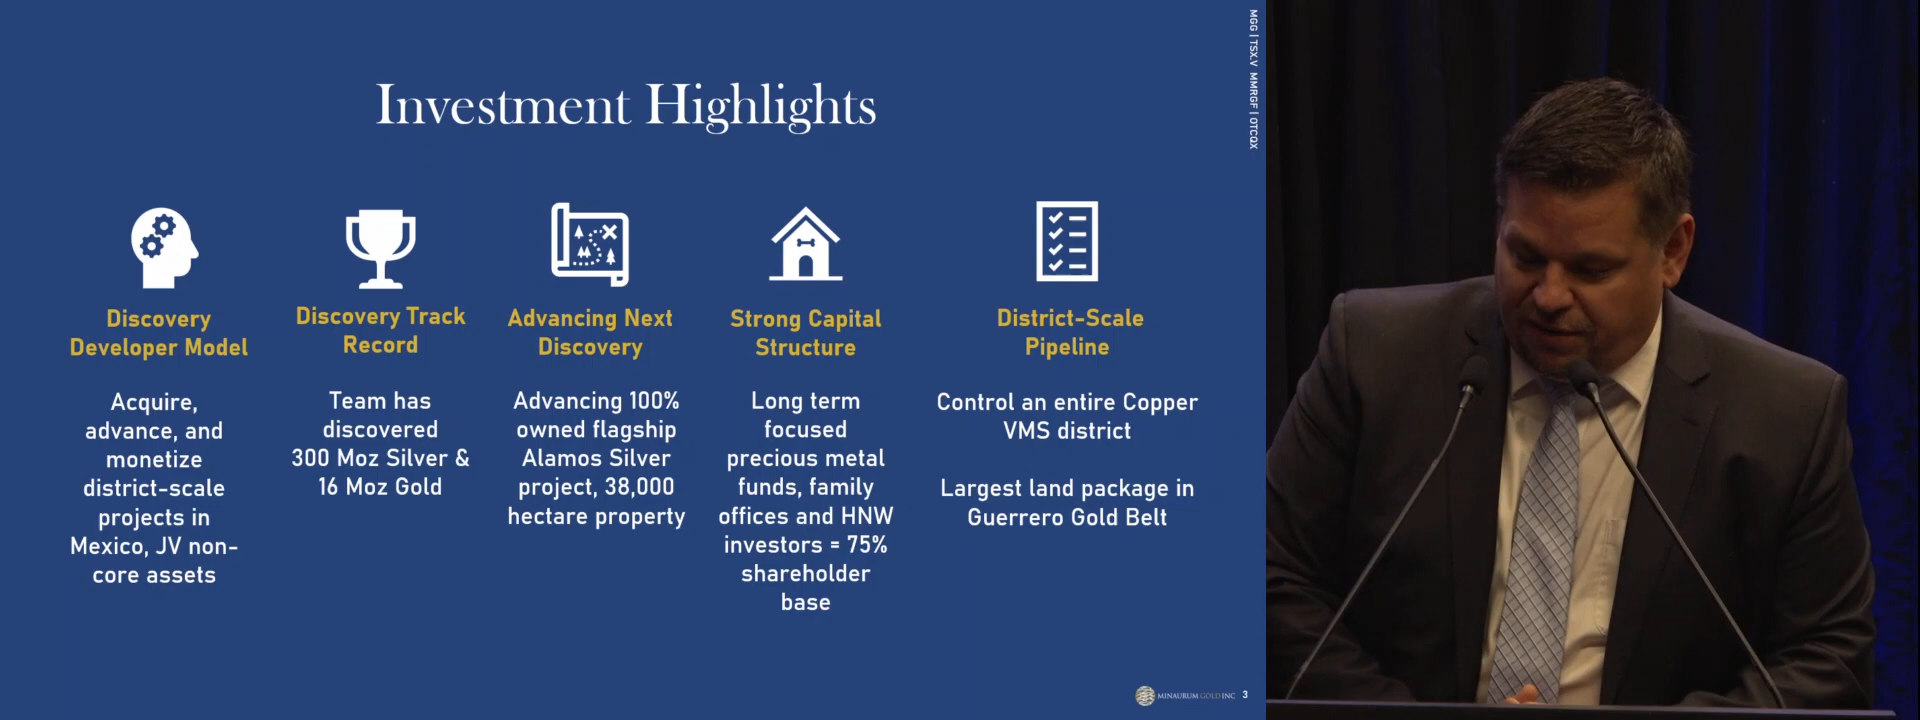 Investment Highlights
MGG | TSX.V MMRGF | OTCQX
Discovery
Developer Model
Acquire,
advance, and
monetize
district-scale
projects in
Mexico, JV non-
core assets
Discovery Track
Record
Team has
discovered
300 Moz Silver &
16 Moz Gold
Advancing Next
Discovery
Advancing 100%
owned flagship
Alamos Silver
project, 38,000
hectare property
Strong Capital
Structure
Long term
focused
precious metal
funds, family
offices and HNW
investors = 75%
shareholder
base
District-Scale
Pipeline
Control an entire Copper
VMS district
Largest land package in
Guerrero Gold Belt
MINAURUM GOLD INC 3